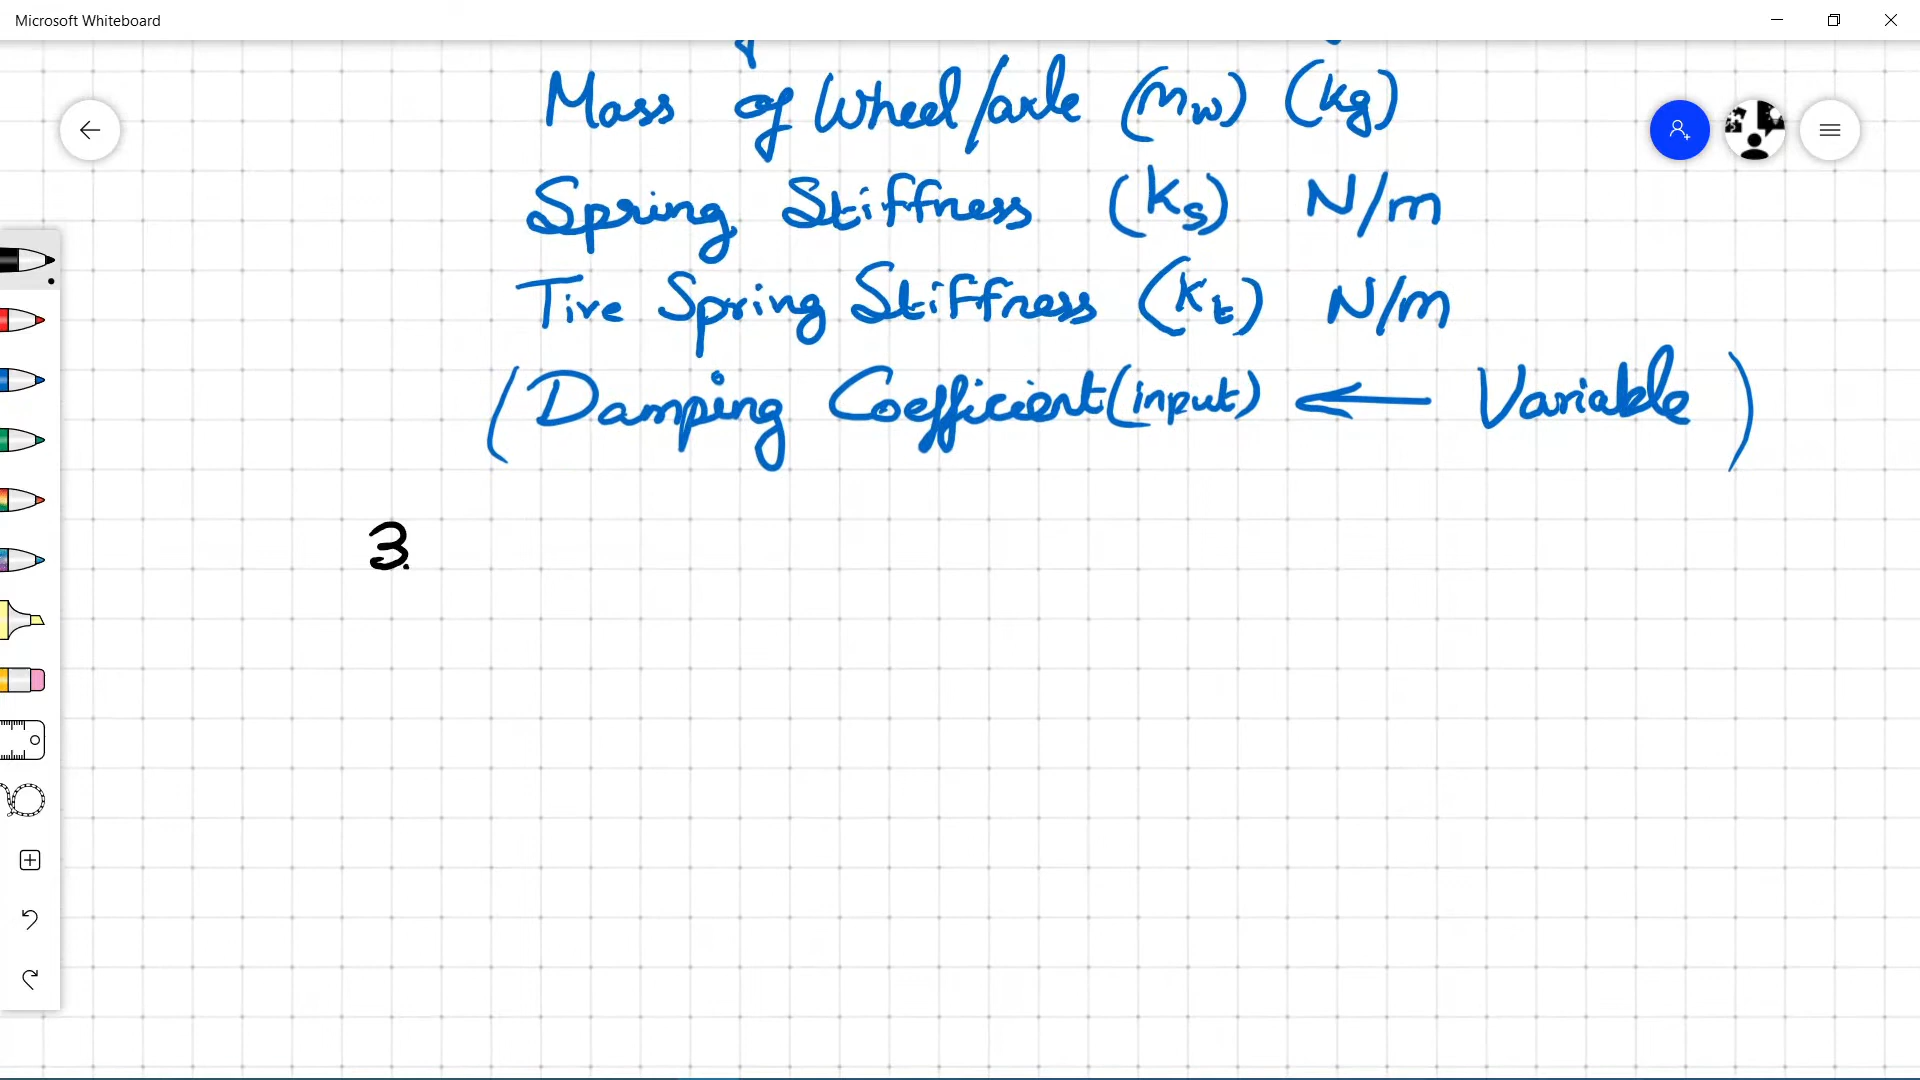 Microsoft Whiteboard
Mass of Wheel/axle (mw) (kg)
Spring Stiffness (Ks) N/m
Tire Spring Stiffness (Kt) N/m
(Damping Coefficient(input) ← Variable)
3.